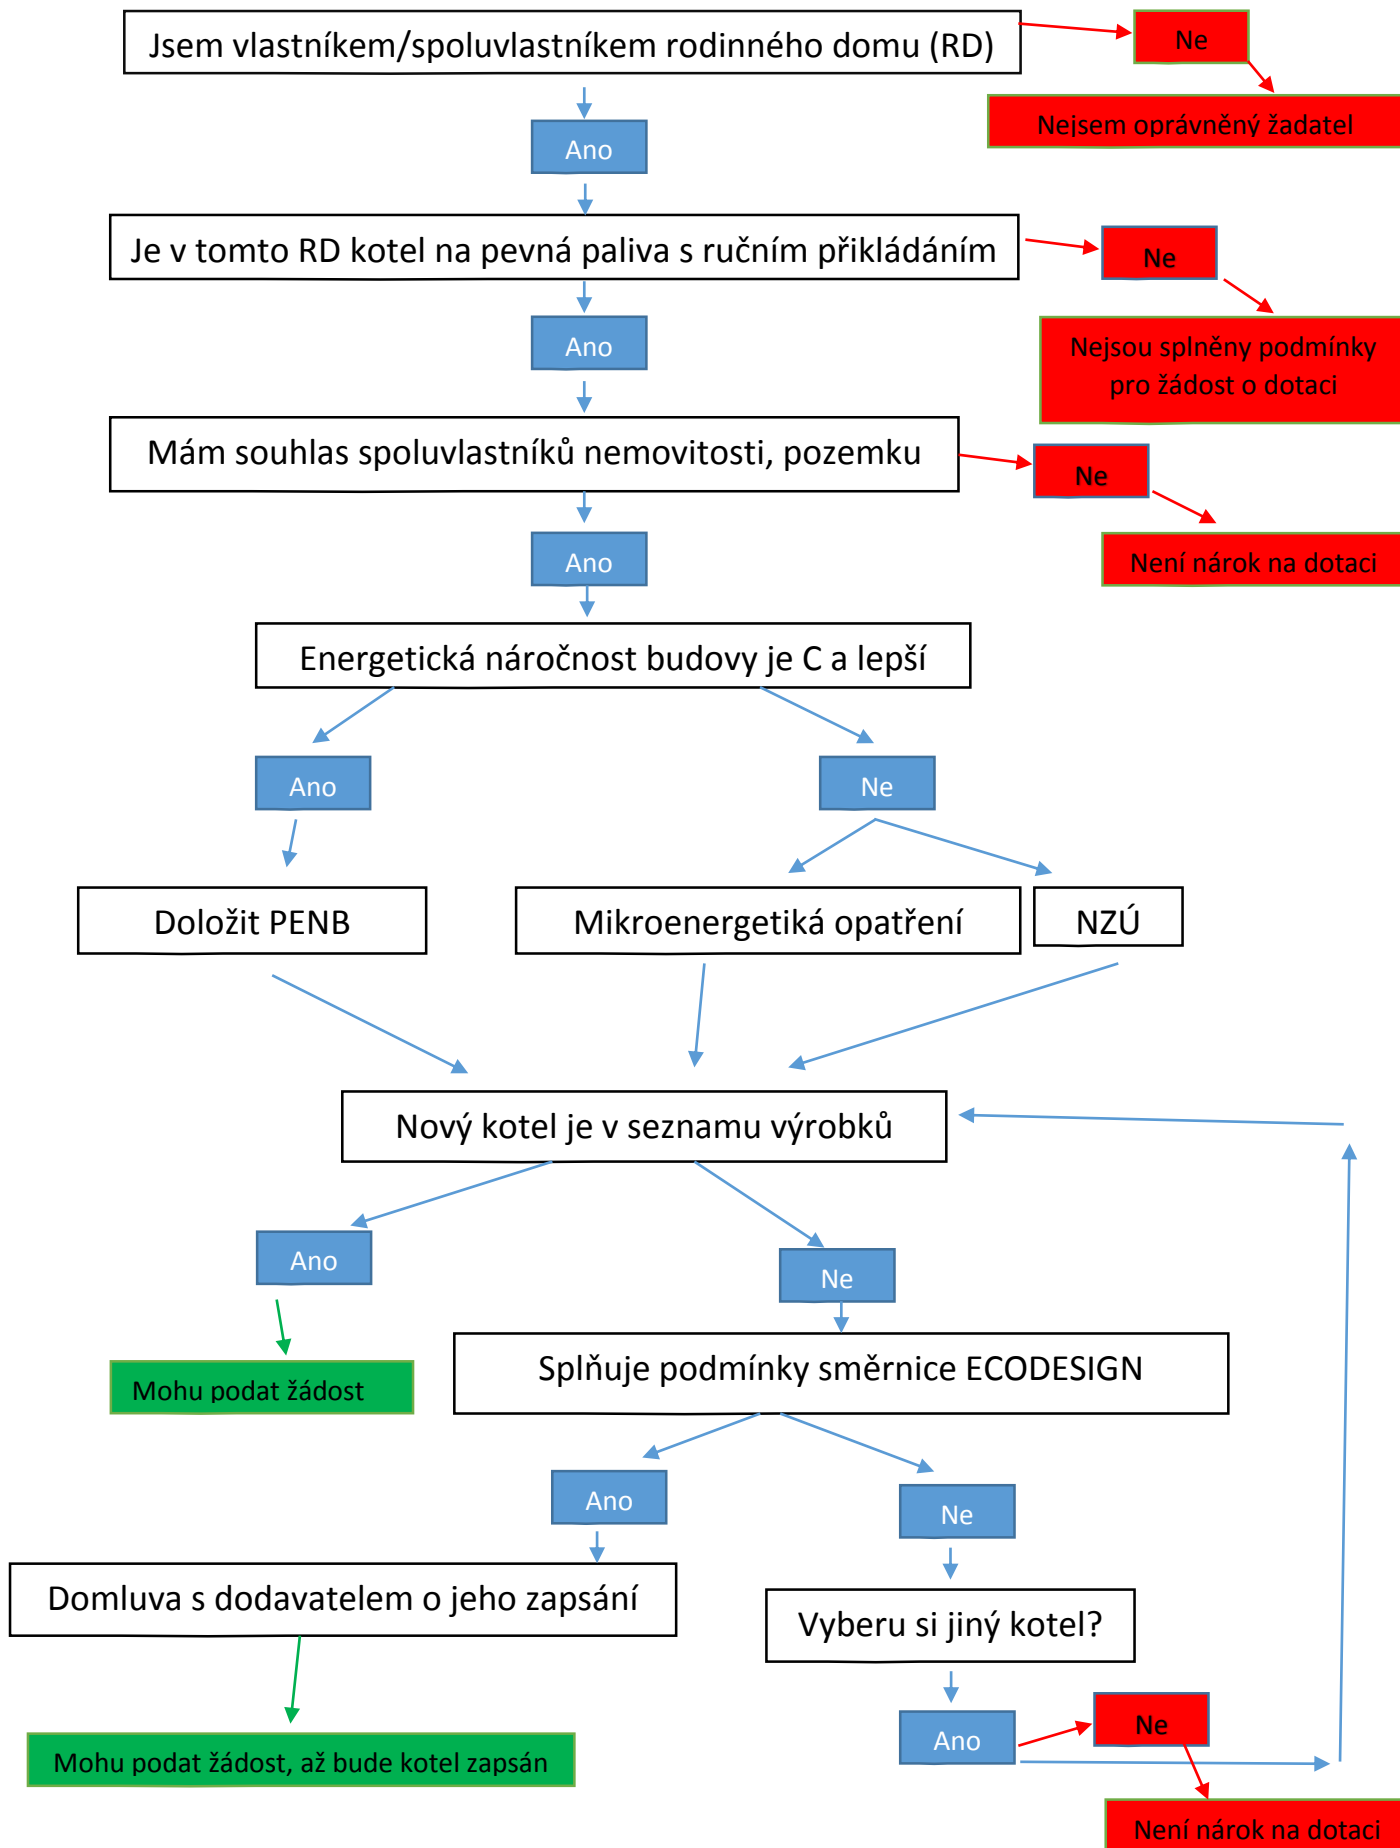 Jsem vlastníkem/spoluvlastníkem rodinného domu (RD)
Ne
Nejsem oprávněný žadatel
Ano
Je v tomto RD kotel na pevná paliva s ručním přikládáním
Ne
Ano
Nejsou splněny podmínky
pro žádost o dotaci
Mám souhlas spoluvlastníků nemovitosti, pozemku
Ne
Ano
Není nárok na dotaci
Energetická náročnost budovy je C a lepší
Ano
Ne
Doložit PENB
Mikroenergetiká opatření
NZÚ
Nový kotel je v seznamu výrobků
Ano
Ne
Mohu podat žádost
Splňuje podmínky směrnice ECODESIGN
Ano
Ne
Domluva s dodavatelem o jeho zapsání
Vyberu si jiný kotel?
Ano
Ne
Mohu podat žádost, až bude kotel zapsán
Není nárok na dotaci